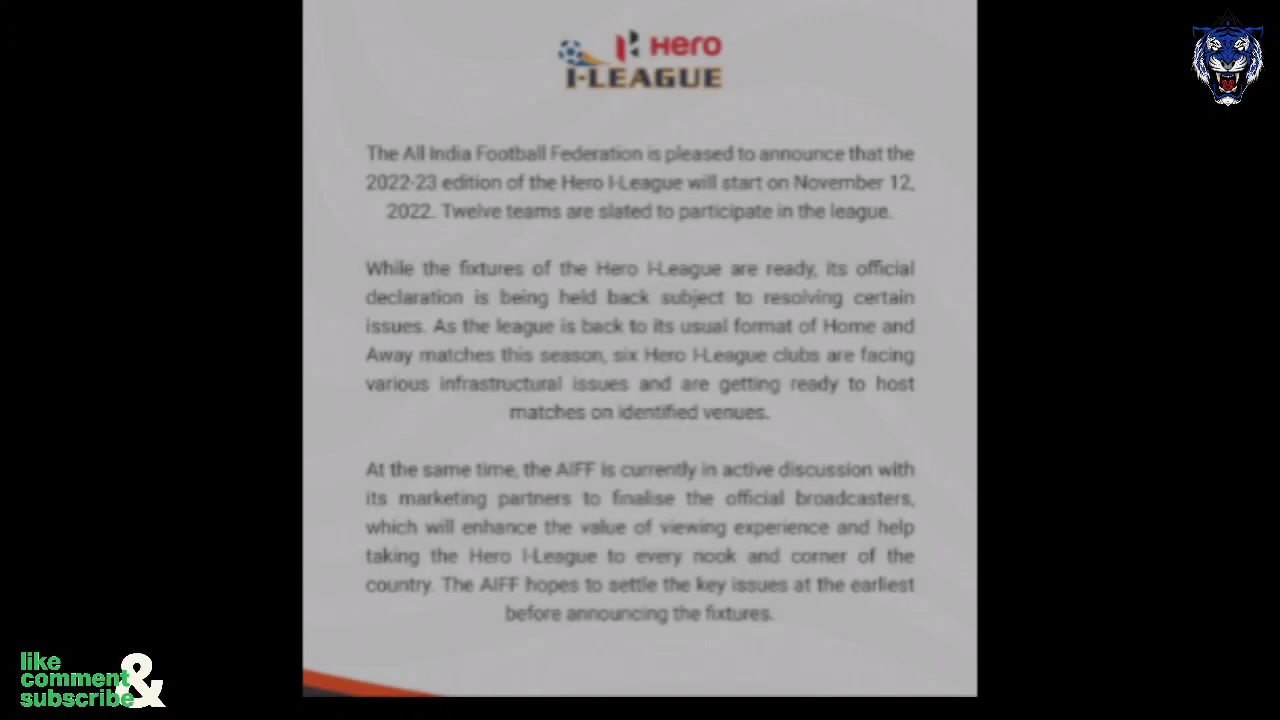 Hero
I-LEAGUE
The All India Football Federation is pleased to announce that the
2022-23 edition of the Hero I-League will start on November 12,
2022. Twelve teams are slated to participate in the league.
While the fixtures of the Hero I-League are ready, its official
declaration is being held back subject to resolving certain
issues. As the league is back to its usual format of Home and
Away matches this season, six Hero I-League clubs are facing
various infrastructural issues and are getting ready to host
matches on identified venues.
At the same time, the AIFF is currently in active discussion with
its marketing partners to finalise the official broadcasters,
which will enhance the value of viewing experience and help
taking the Hero I-League to every nook and corner of the
country. The AIFF hopes to settle the key issues at the earliest
before announcing the fixtures.
like
comment &
subscribe